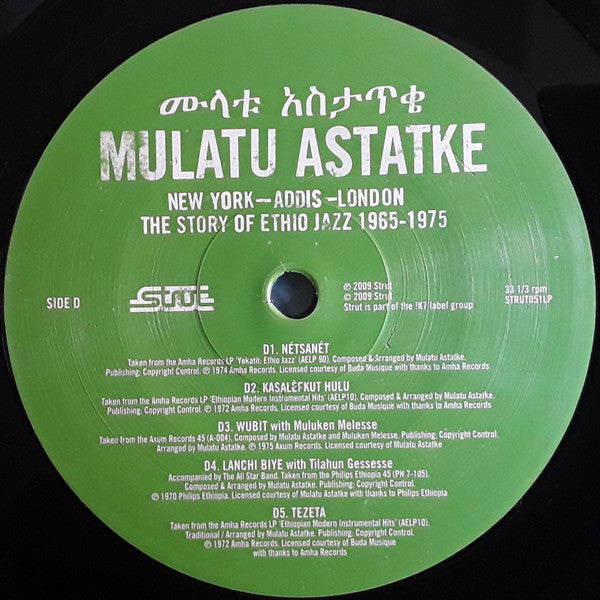 ሙላቱ አስታጥቄ
MULATU ASTATKE
NEW YORK—ADDIS–LONDON
THE STORY OF ETHIO JAZZ 1965-1975
SIDE D
STRUT
℗ 2009 Strut
© 2009 Strut
Strut is part of the !K7 label group
33 1/3 rpm
STRUT051LP
D1. NÉTSANÉT
Taken from the Amha Records LP 'Yekatit: Ethio Jazz' (AELP 90). Composed & Arranged by Mulatu Astatke.
Publishing: Copyright Control. ℗ 1974 Amha Records. Licensed courtesy of Buda Musique with thanks to Amha Records
D2. KASALÈFKUT HULU
Taken from the Amha Records LP 'Ethiopian Modern Instrumental Hits' (AELP10). Composed & Arranged by Mulatu Astatke.
Publishing: Copyright Control. ℗ 1972 Amha Records. Licensed courtesy of Buda Musique with thanks to Amha Records
D3. WUBIT with Muluken Melesse
Taken from the Axum Records 45 (A-004). Composed by Mulatu Astatke and Muluken Melesse. Publishing: Copyright Control.
Arranged by Mulatu Astatke. ℗ 1975 Axum Records. Licensed courtesy of Mulatu Astatke
D4. LANCHI BIYE with Tilahun Gessesse
Accompanied by The All Star Band. Taken from the Philips Ethiopia 45 (PH 7-105).
Composed & Arranged by Mulatu Astatke. Publishing: Copyright Control.
℗ 1970 Philips Ethiopia. Licensed courtesy of Mulatu Astatke with thanks to Philips Ethiopia
D5. TEZETA
Taken from the Amha Records LP 'Ethiopian Modern Instrumental Hits' (AELP10).
Traditional / Arranged by Mulatu Astatke. Publishing: Copyright Control.
℗ 1972 Amha Records. Licensed courtesy of Buda Musique
with thanks to Amha Records